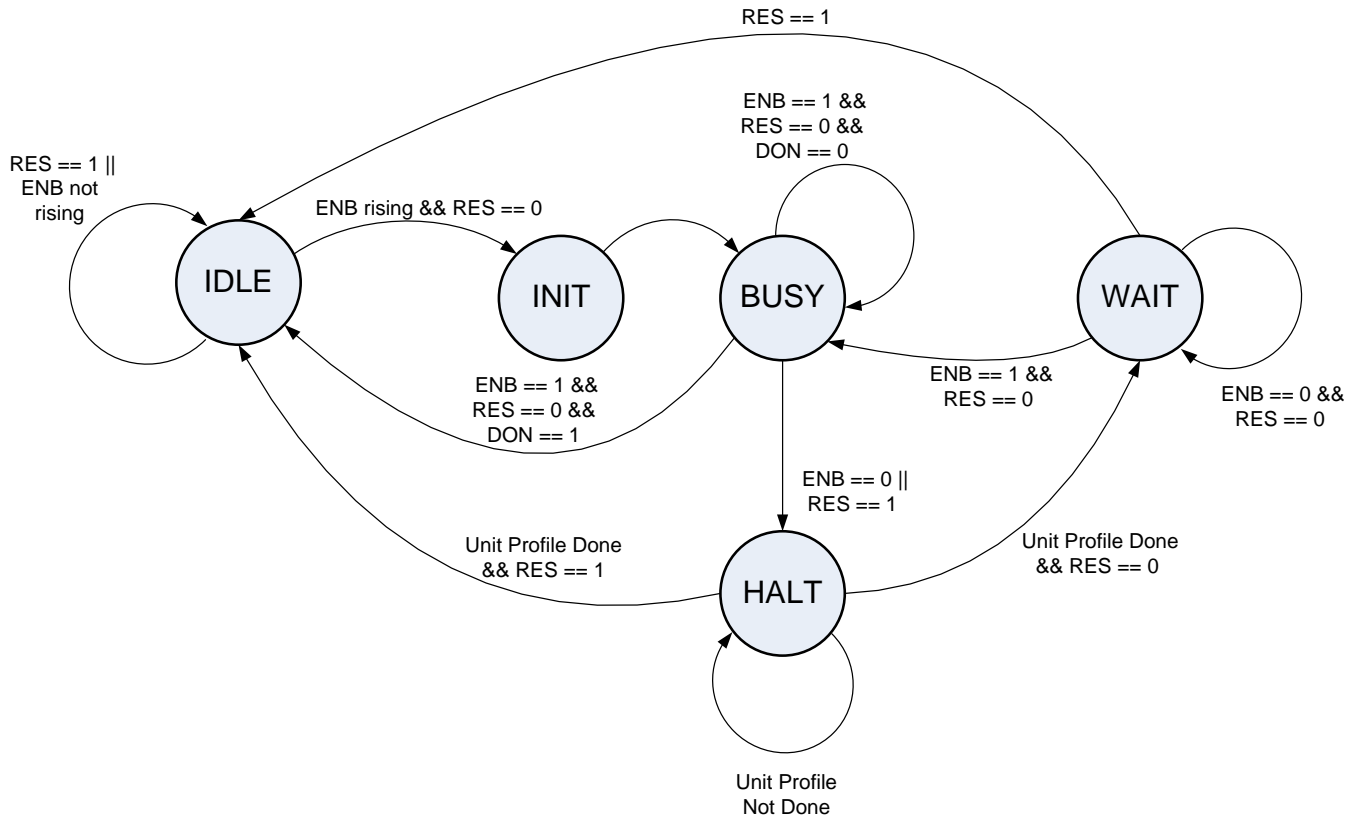 RES == 1
ENB == 1 &&
RES == 0 &&
DON == 0
RES == 1 ||
ENB not
rising
ENB rising && RES == 0
IDLE
INIT
BUSY
WAIT
ENB == 1 &&
RES == 0 &&
DON == 1
ENB == 1 &&
RES == 0
ENB == 0 &&
RES == 0
ENB == 0 ||
RES == 1
Unit Profile Done
&& RES == 1
Unit Profile Done
&& RES == 0
HALT
Unit Profile
Not Done